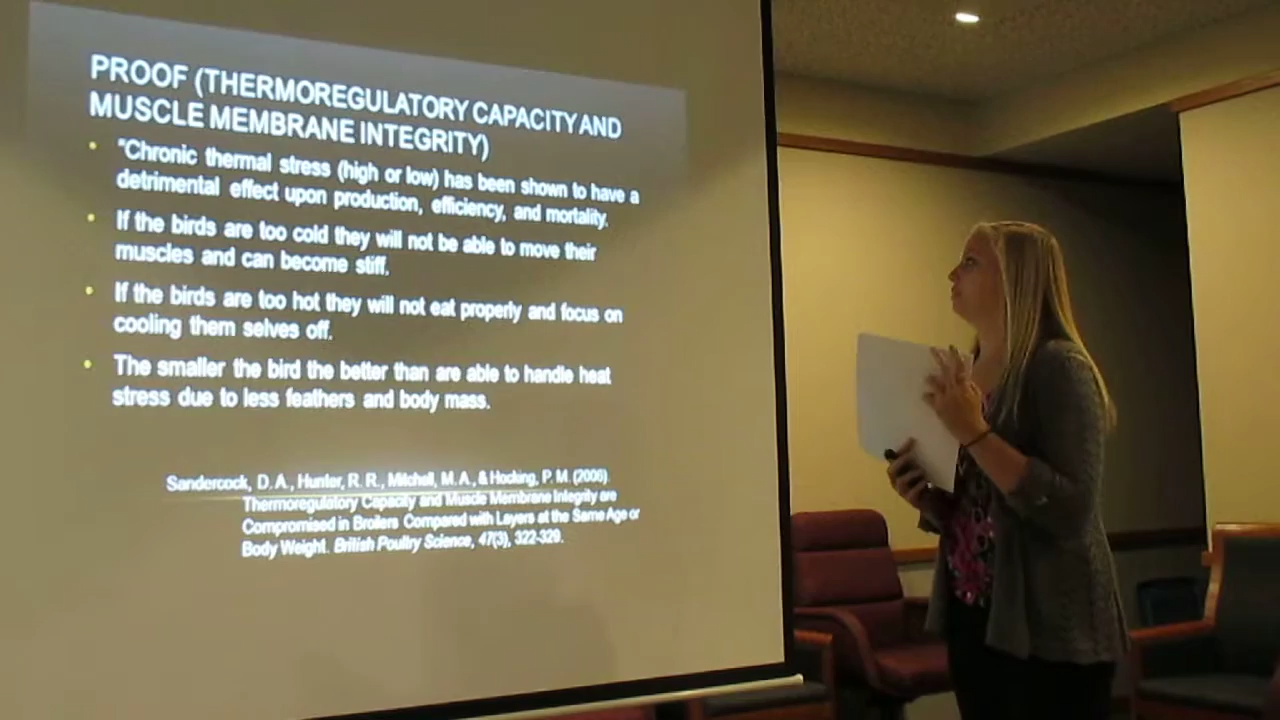 PROOF (THERMOREGULATORY CAPACITY AND
MUSCLE MEMBRANE INTEGRITY)
• "Chronic thermal stress (high or low) has been shown to have a
detrimental effect upon production, efficiency, and mortality.
• If the birds are too cold they will not be able to move their
muscles and can become stiff.
• If the birds are too hot they will not eat properly and focus on
cooling them selves off.
• The smaller the bird the better than are able to handle heat
stress due to less feathers and body mass.
Sandercock, D. A., Hunter, R. R., Mitchell, M. A., & Hocking, P. M. (2006).
Thermoregulatory Capacity and Muscle Membrane Integrity are
Compromised in Broilers Compared with Layers at the Same Age or
Body Weight. British Poultry Science, 47(3), 322-329.